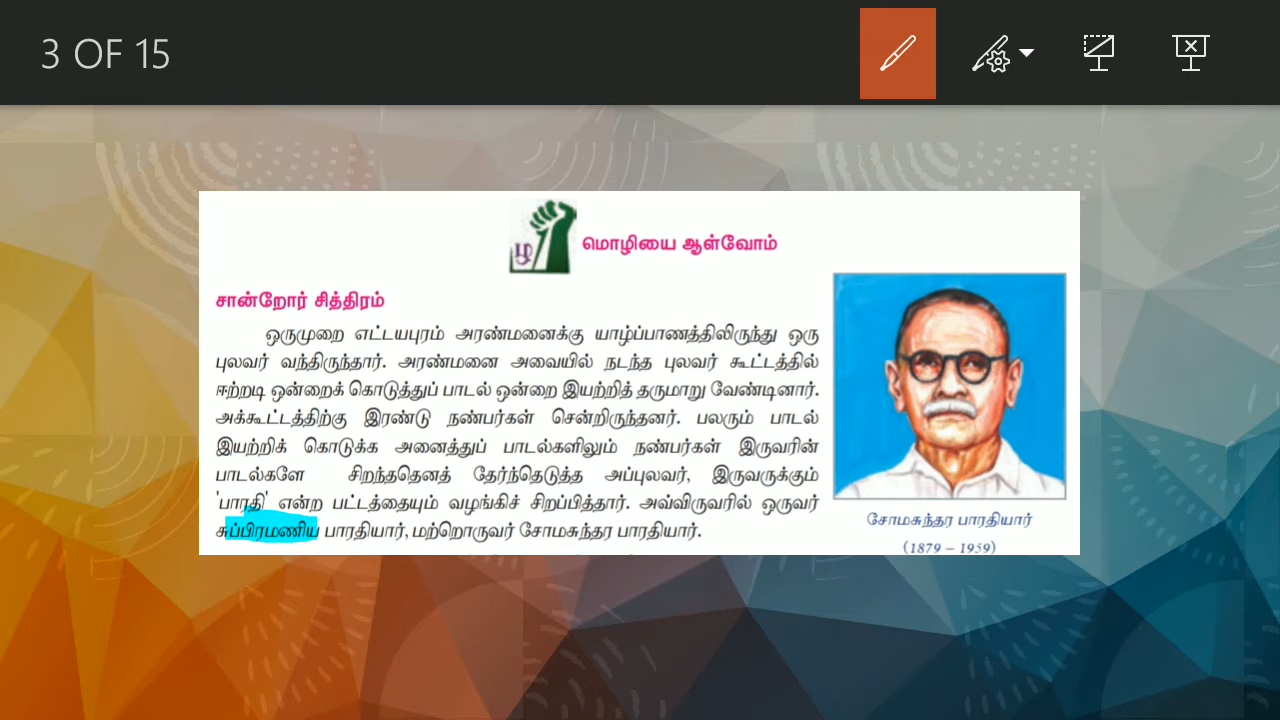 3 OF 15
ழ
மொழியை ஆள்வோம்
சான்றோர் சித்திரம்
ஒருமுறை எட்டயபுரம் அரண்மனைக்கு யாழ்ப்பாணத்திலிருந்து ஒரு
புலவர் வந்திருந்தார். அரண்மனை அவையில் நடந்த புலவர் கூட்டத்தில்
ஈற்றடி ஒன்றைக் கொடுத்துப் பாடல் ஒன்றை இயற்றித் தருமாறு வேண்டினார்.
அக்கூட்டத்திற்கு இரண்டு நண்பர்கள் சென்றிருந்தனர். பலரும் பாடல்
இயற்றிக் கொடுக்க அனைத்துப் பாடல்களிலும் நண்பர்கள் இருவரின்
பாடல்களே சிறந்ததெனத் தேர்ந்தெடுத்த அப்புலவர், இருவருக்கும்
'பாரதி' என்ற பட்டத்தையும் வழங்கிச் சிறப்பித்தார். அவ்விருவரில் ஒருவர்
சுப்பிரமணிய பாரதியார், மற்றொருவர் சோமசுந்தர பாரதியார்.
சோமசுந்தர பாரதியார்
(1879 – 1959)